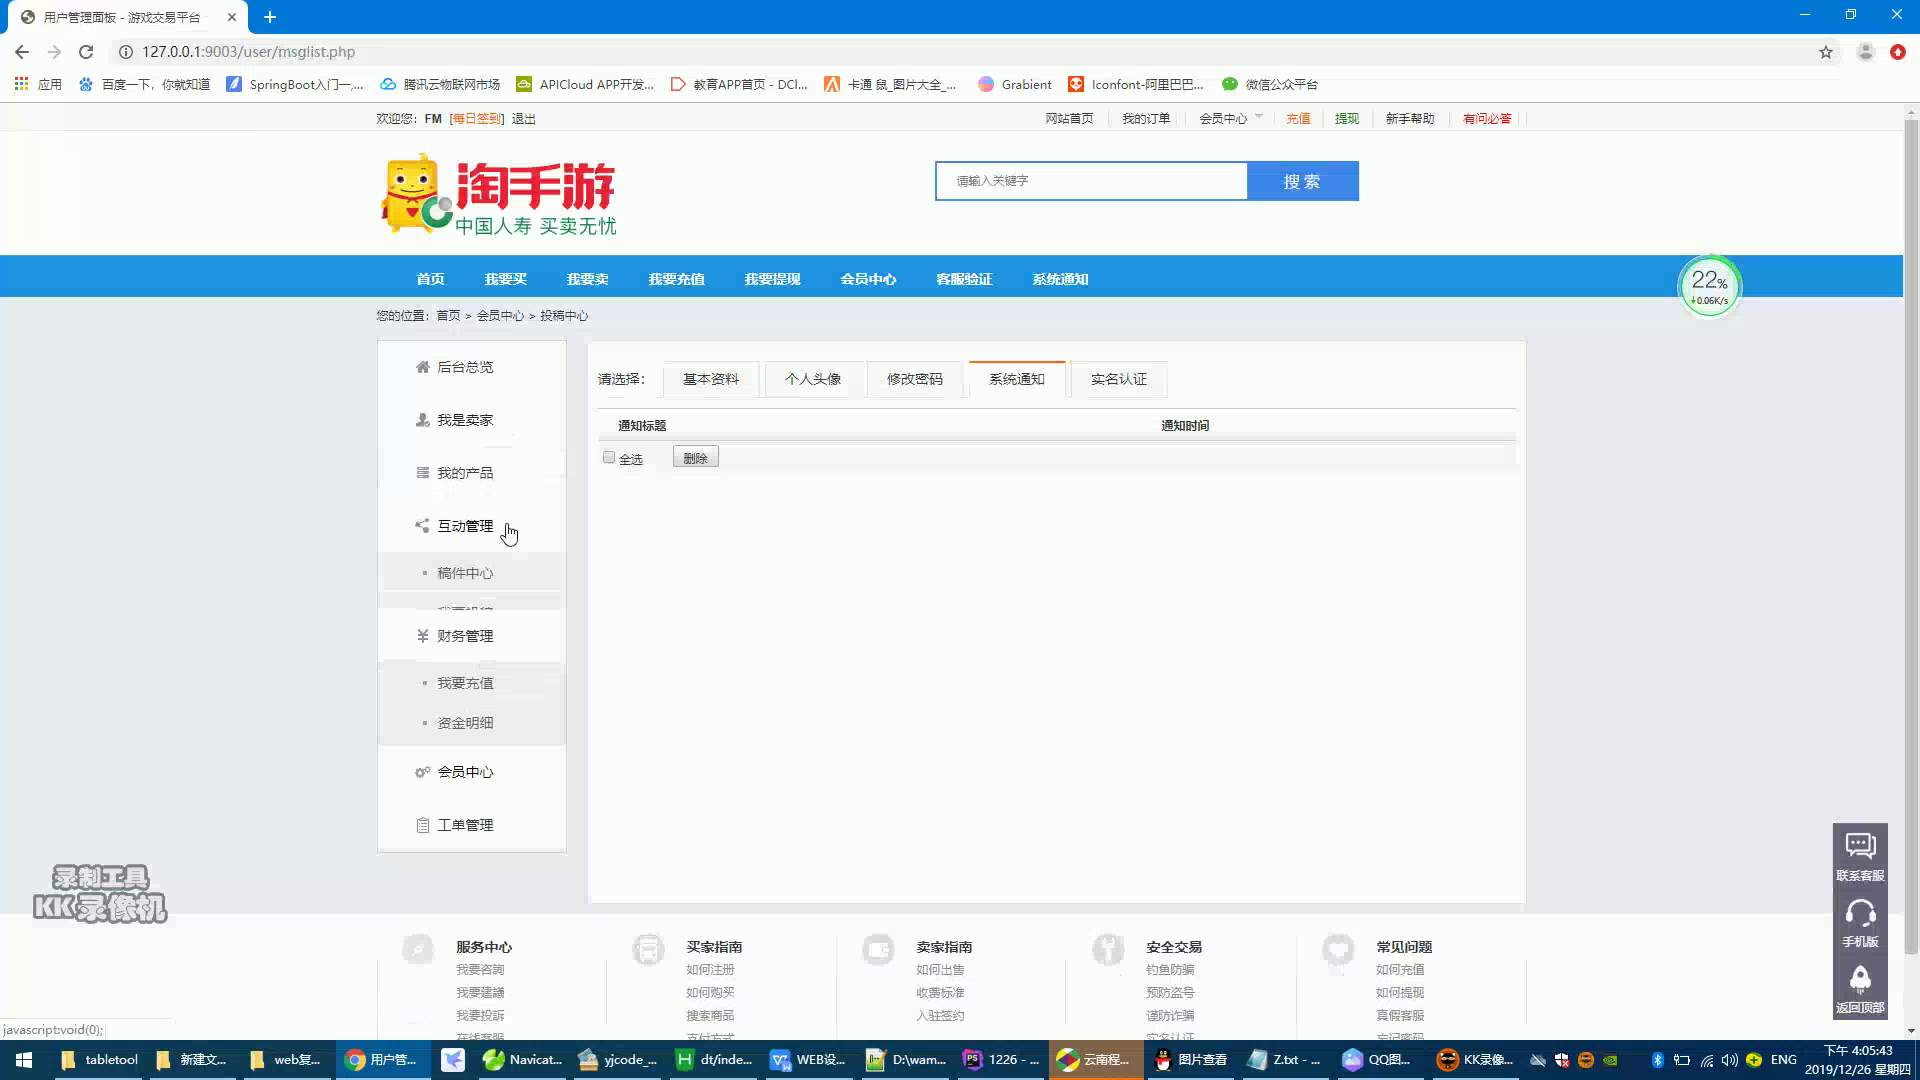 用户管理面板 - 游戏交易平台
127.0.0.1:9003/user/msglist.php
应用 百度一下，你就知道 SpringBoot入门一,... 腾讯云物联网市场 APICloud APP开发... 教育APP首页 - DCl... 卡通 鼠_图片大全_... Grabient Iconfont-阿里巴巴... 微信公众平台
欢迎您：FM [每日签到] 退出 网站首页 我的订单 会员中心 充值 提现 新手帮助 有问必答
淘手游
中国人寿 买卖无忧
请输入关键字 搜 索
首页 我要买 我要卖 我要充值 我要提现 会员中心 客服验证 系统通知
22%
0.06K/s
您的位置：首页 > 会员中心 > 投稿中心
后台总览
我是卖家
我的产品
互动管理
稿件中心
财务管理
我要充值
资金明细
会员中心
工单管理
请选择： 基本资料 个人头像 修改密码 系统通知 实名认证
通知标题 通知时间
全选 删除
录制工具
KK录像机
联系客服
手机版
返回顶部
服务中心 买家指南 卖家指南 安全交易 常见问题
我要咨詢 如何注册 如何出售 钓鱼防骗 如何充值
我要建議 如何购买 收费标准 预防盗号 如何提现
我要投訴 搜索商品 入驻签约 谨防诈骗 真假客服
javascript:void(0);
tabletool 新建文... web复... 用户管... Navicat... yjcode_... dt/inde... WEB设... D:\wam... 1226 - ... 云南程... 图片查看 Z.txt - ... QQ图... KK录像... ENG
下午 4:05:43
2019/12/26 星期四